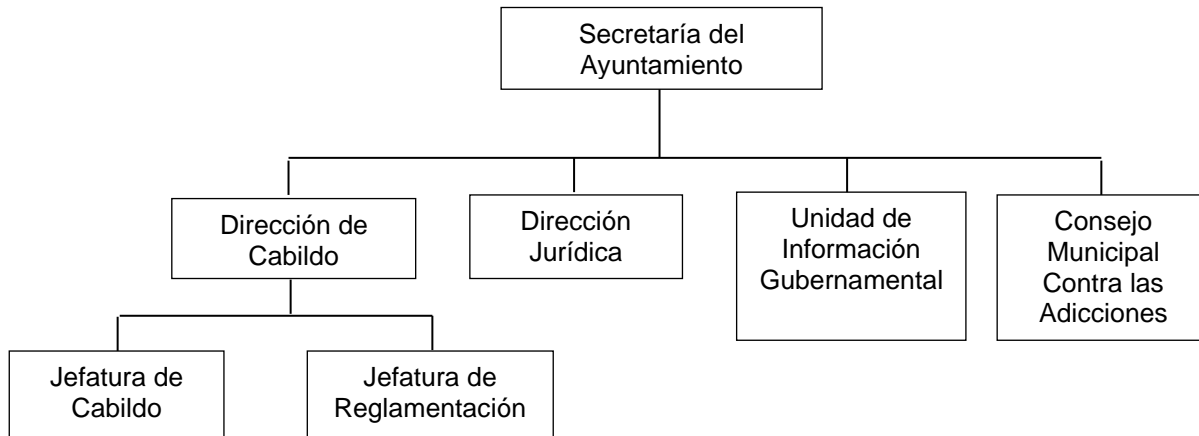 Secretaría del
Ayuntamiento
Dirección de
Cabildo
Dirección
Jurídica
Unidad de
Información
Gubernamental
Consejo
Municipal
Contra las
Adicciones
Jefatura de
Cabildo
Jefatura de
Reglamentación